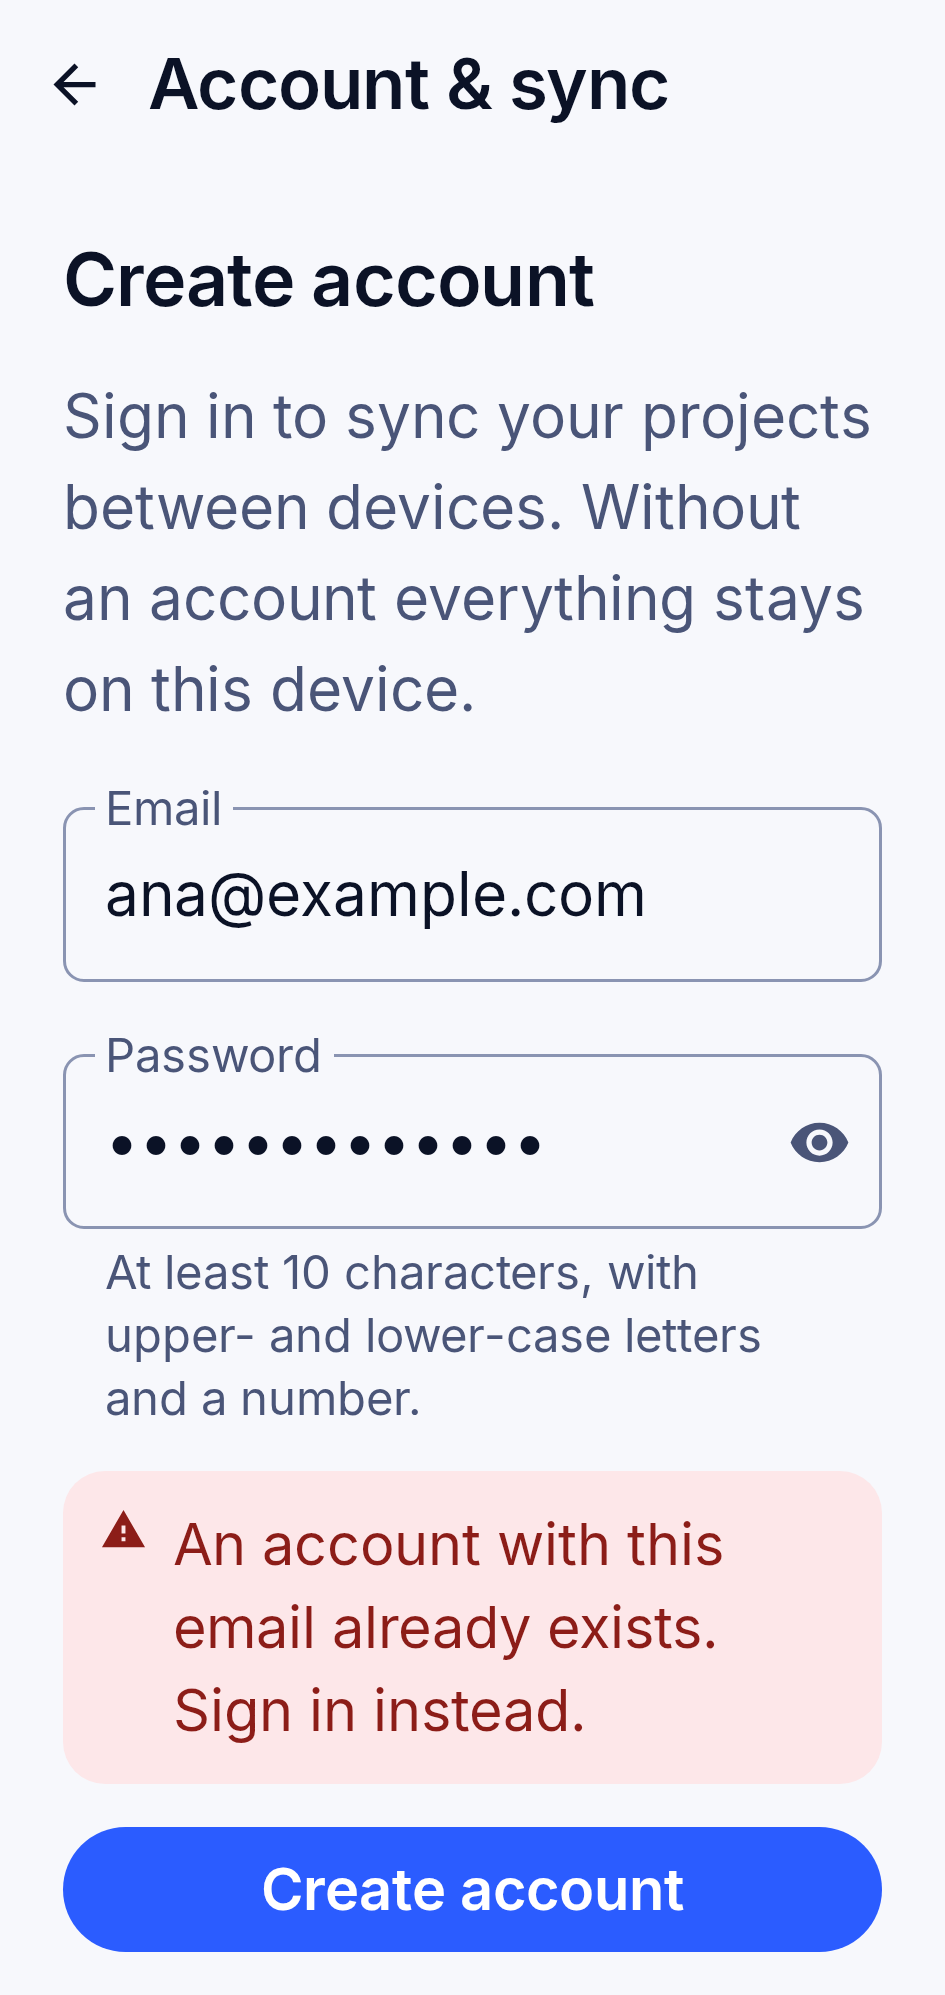 Account & sync
Create account
Sign in to sync your projects
between devices. Without
an account everything stays
on this device.
Email
ana@example.com
Password
•••••••••••••
At least 10 characters, with
upper- and lower-case letters
and a number.
An account with this
email already exists.
Sign in instead.
Create account